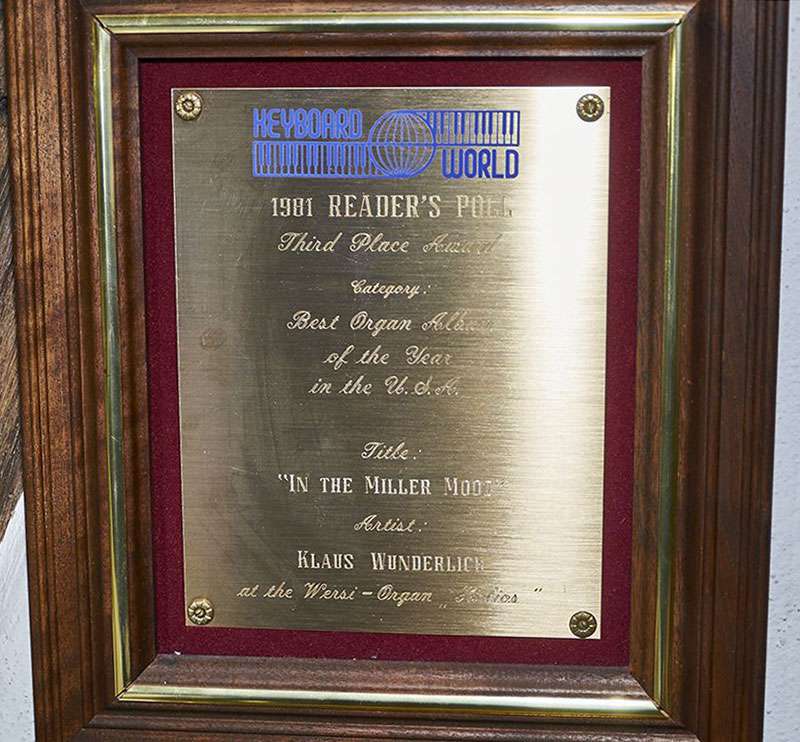 KEYBOARD
WORLD
1981 READER'S POLL
Third Place Award
Category:
Best Organ Album
of the Year
in the U.S.A.
Title:
"IN THE MILLER MOOD"
Artist:
KLAUS WUNDERLICH
at the Wersi-Organ „Helios"